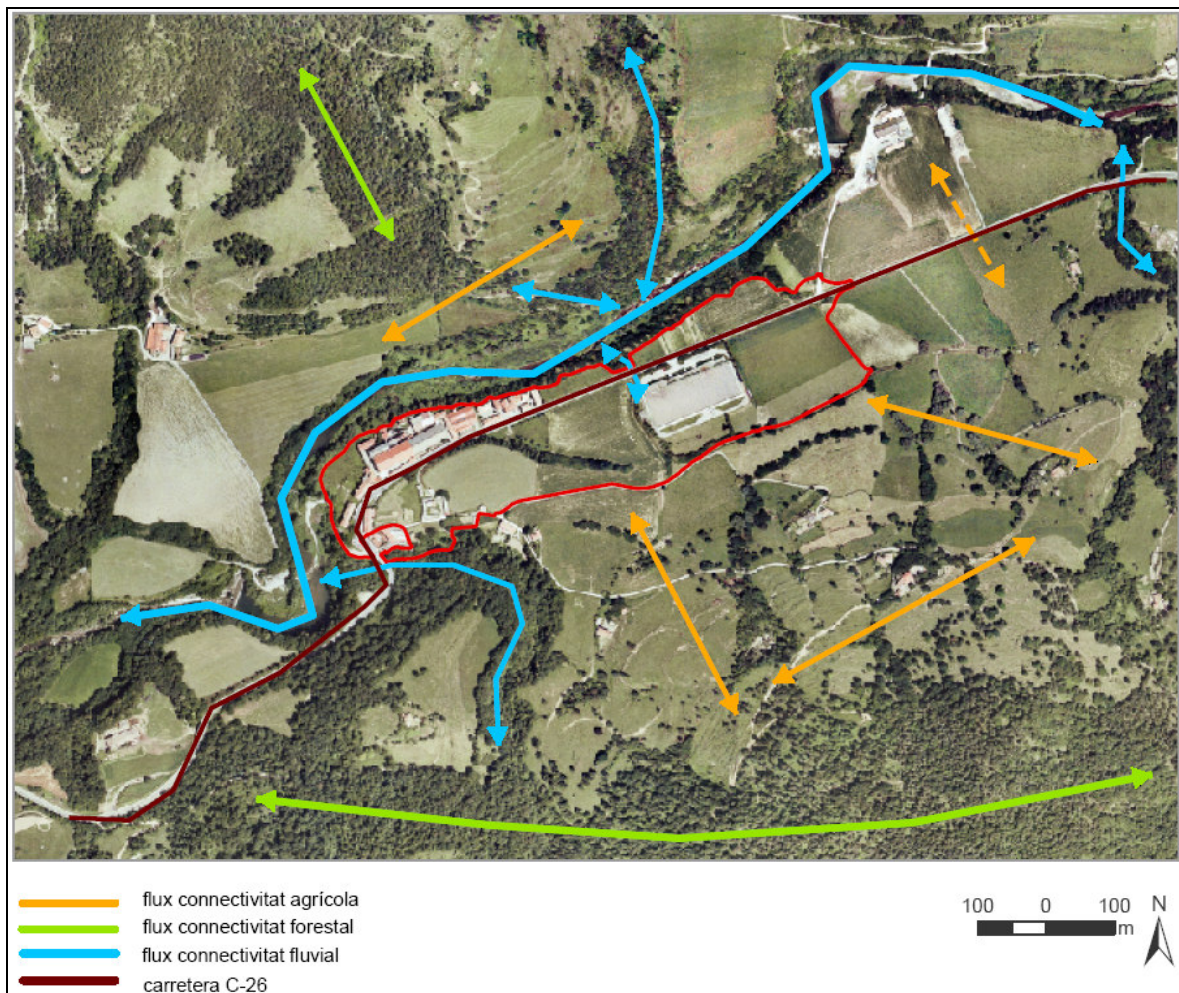 flux connectivitat agrícola
flux connectivitat forestal
flux connectivitat fluvial
carretera C-26
100 0 100
m
N